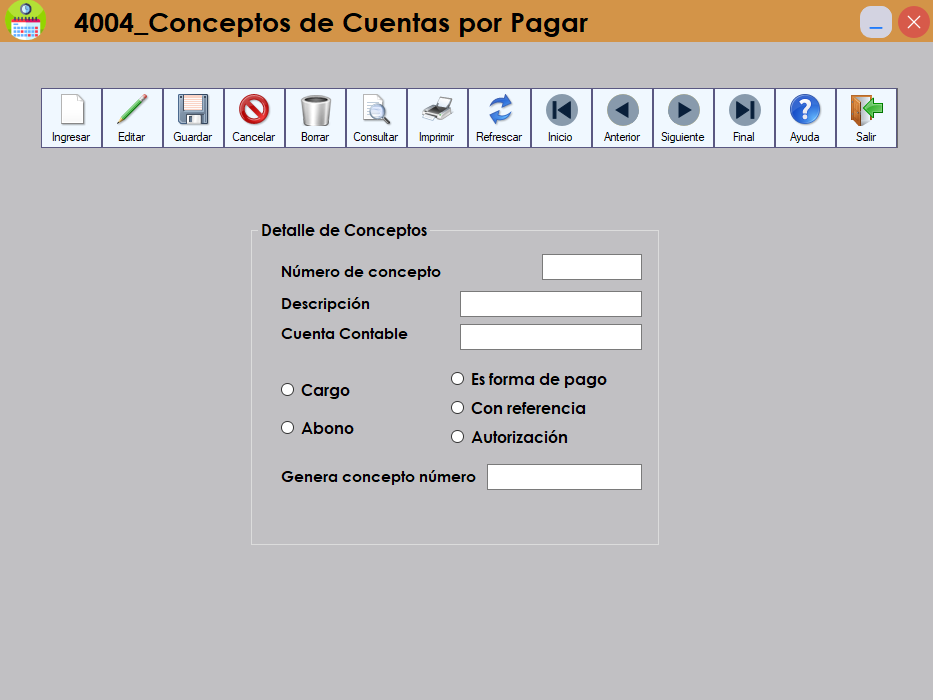 4004_Conceptos de Cuentas por Pagar
Ingresar Editar Guardar Cancelar Borrar Consultar Imprimir Refrescar Inicio Anterior Siguiente Final Ayuda Salir
Detalle de Conceptos
Número de concepto
Descripción
Cuenta Contable
Cargo
Abono
Es forma de pago
Con referencia
Autorización
Genera concepto número